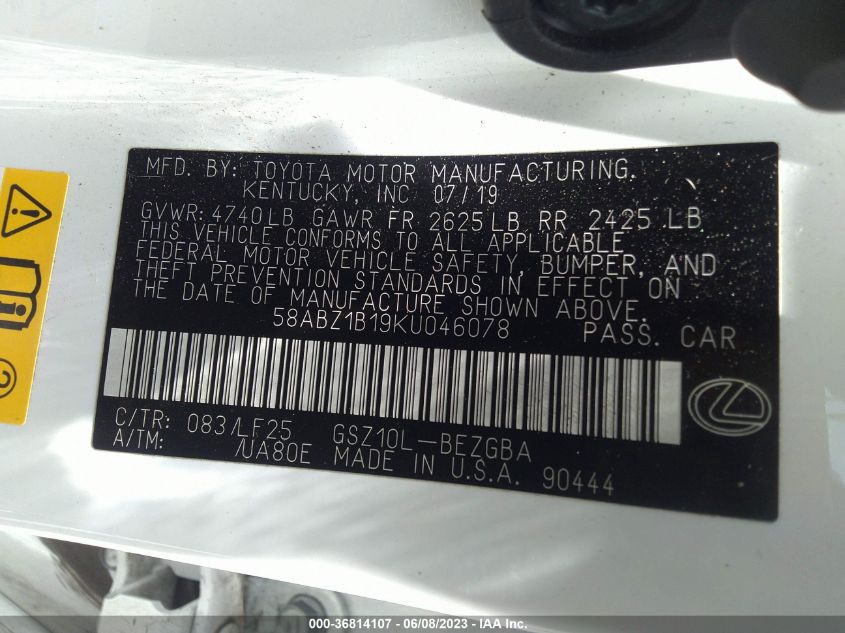 MFD. BY: TOYOTA MOTOR MANUFACTURING.
KENTUCKY, INC 07/19
GVWR: 4740LB GAWR FR 2625LB RR 2425 LB
THIS VEHICLE CONFORMS TO ALL APPLICABLE
FEDERAL MOTOR VEHICLE SAFETY, BUMPER, AND
THEFT PREVENTION STANDARDS IN EFFECT ON
THE DATE OF MANUFACTURE SHOWN ABOVE.
58ABZ1B19KU046078 PASS. CAR
C/TR: 083/LF25 GSZ10L-BEZGBA
A/TM: /UA80E MADE IN U.S.A. 90444
2
000-36814107 - 06/08/2023 - IAA Inc.